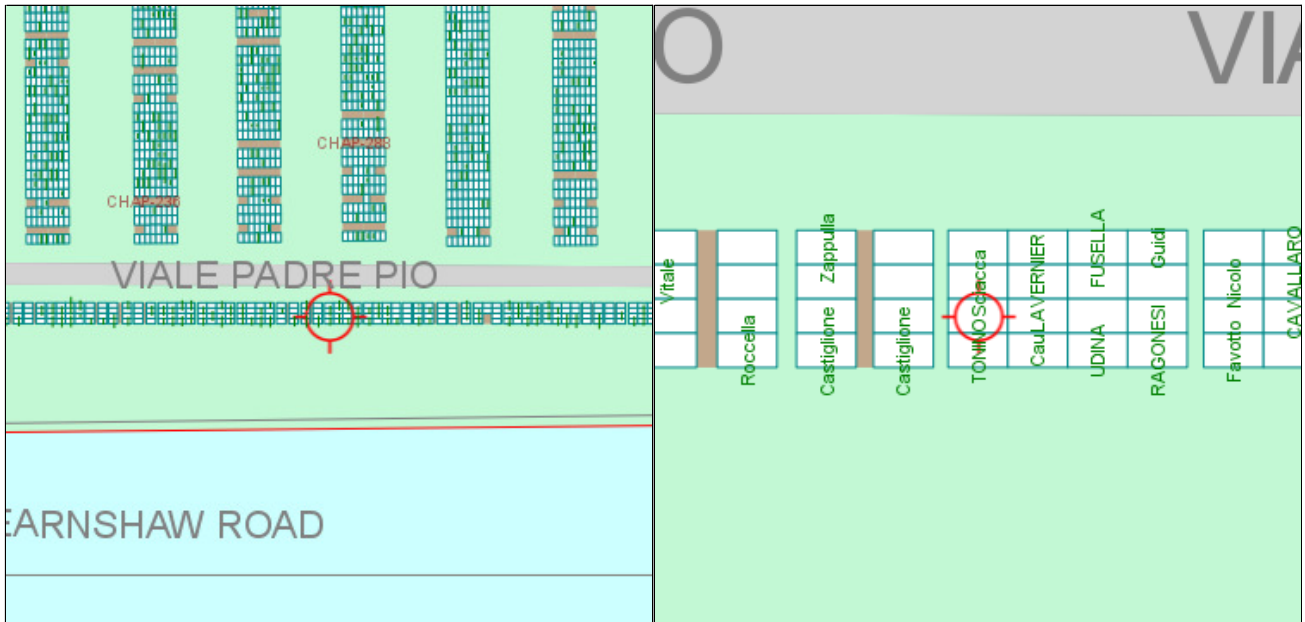 CHAP-288
CHAP-236
VIALE PADRE PIO
EARNSHAW ROAD
O
VIA
Vitale
Roccella
Zappulla
Castiglione
Castiglione
Sciacca
TONINO
LAVERNIER
Cau
FUSELLA
UDINA
Guidi
RAGONESI
Nicolo
Favotto
CAVALLARO